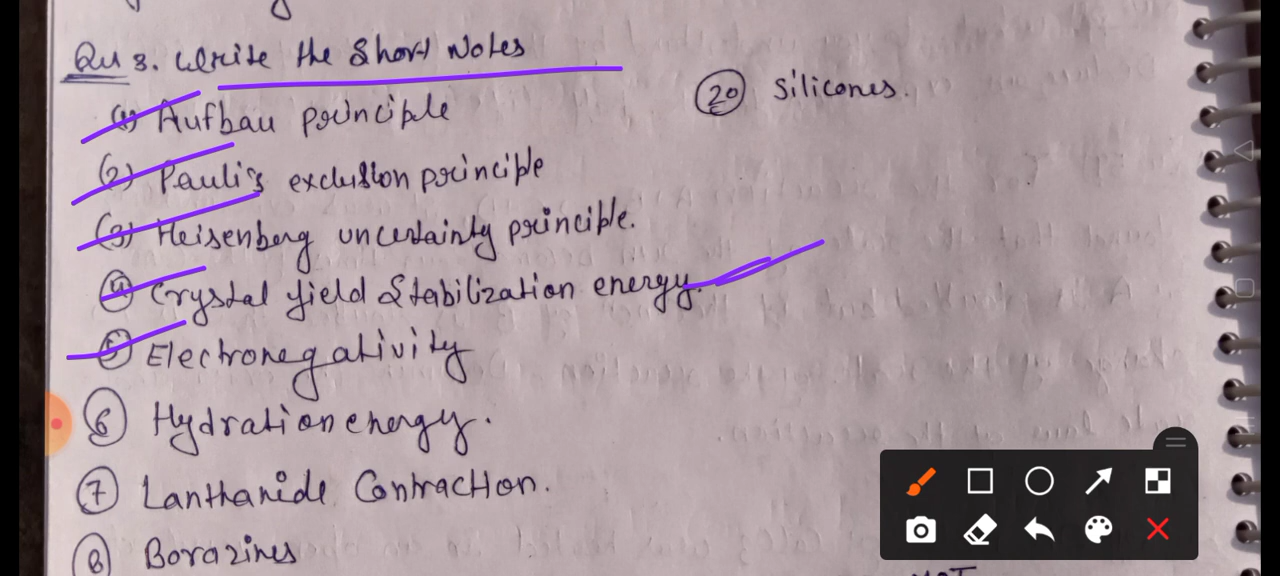 Qu 3. Write the Short Notes
(1) Aufbau principle
(2) Pauli's exclusion principle
(3) Heisenberg uncertainty principle.
(4) Crystal field Stabilization energy.
(5) Electronegativity
(6) Hydration energy.
(7) Lanthanide Contraction.
(8) Borazines
(20) Silicones.